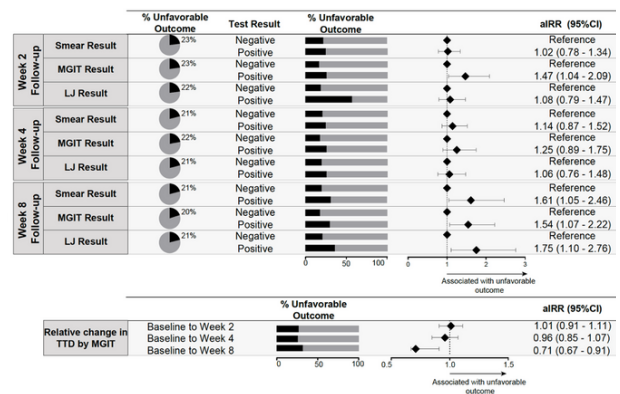 % Unfavorable Outcome Test Result % Unfavorable Outcome aIRR (95%CI)
Week 2 Follow-up
Smear Result 23% Negative Reference
Positive 1.02 (0.78 - 1.34)
MGIT Result 23% Negative Reference
Positive 1.47 (1.04 - 2.09)
LJ Result 22% Negative Reference
Positive 1.08 (0.79 - 1.47)
Week 4 Follow-up
Smear Result 21% Negative Reference
Positive 1.14 (0.87 - 1.52)
MGIT Result 22% Negative Reference
Positive 1.25 (0.89 - 1.75)
LJ Result 21% Negative Reference
Positive 1.06 (0.76 - 1.48)
Week 8 Follow-up
Smear Result 21% Negative Reference
Positive 1.61 (1.05 - 2.46)
MGIT Result 20% Negative Reference
Positive 1.54 (1.07 - 2.22)
LJ Result 21% Negative Reference
Positive 1.75 (1.10 - 2.76)
0 50 100 0 1 2 3
Associated with unfavorable
outcome
% Unfavorable
Outcome aIRR (95%CI)
Relative change in TTD by MGIT
Baseline to Week 2 1.01 (0.91 - 1.11)
Baseline to Week 4 0.96 (0.85 - 1.07)
Baseline to Week 8 0.71 (0.67 - 0.91)
0 50 100 0.5 1.0 1.5
Associated with unfavorable
outcome